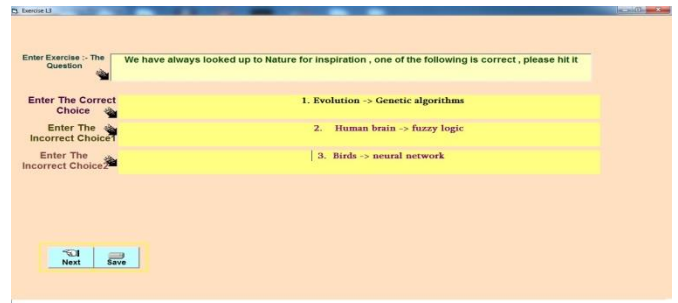 Exercise L3
Enter Exercise :- The
Question
We have always looked up to Nature for inspiration , one of the following is correct , please hit it
Enter The Correct
Choice
1. Evolution -> Genetic algorithms
Enter The
Incorrect Choice1
2. Human brain -> fuzzy logic
Enter The
Incorrect Choice2
3. Birds -> neural network
Next Save